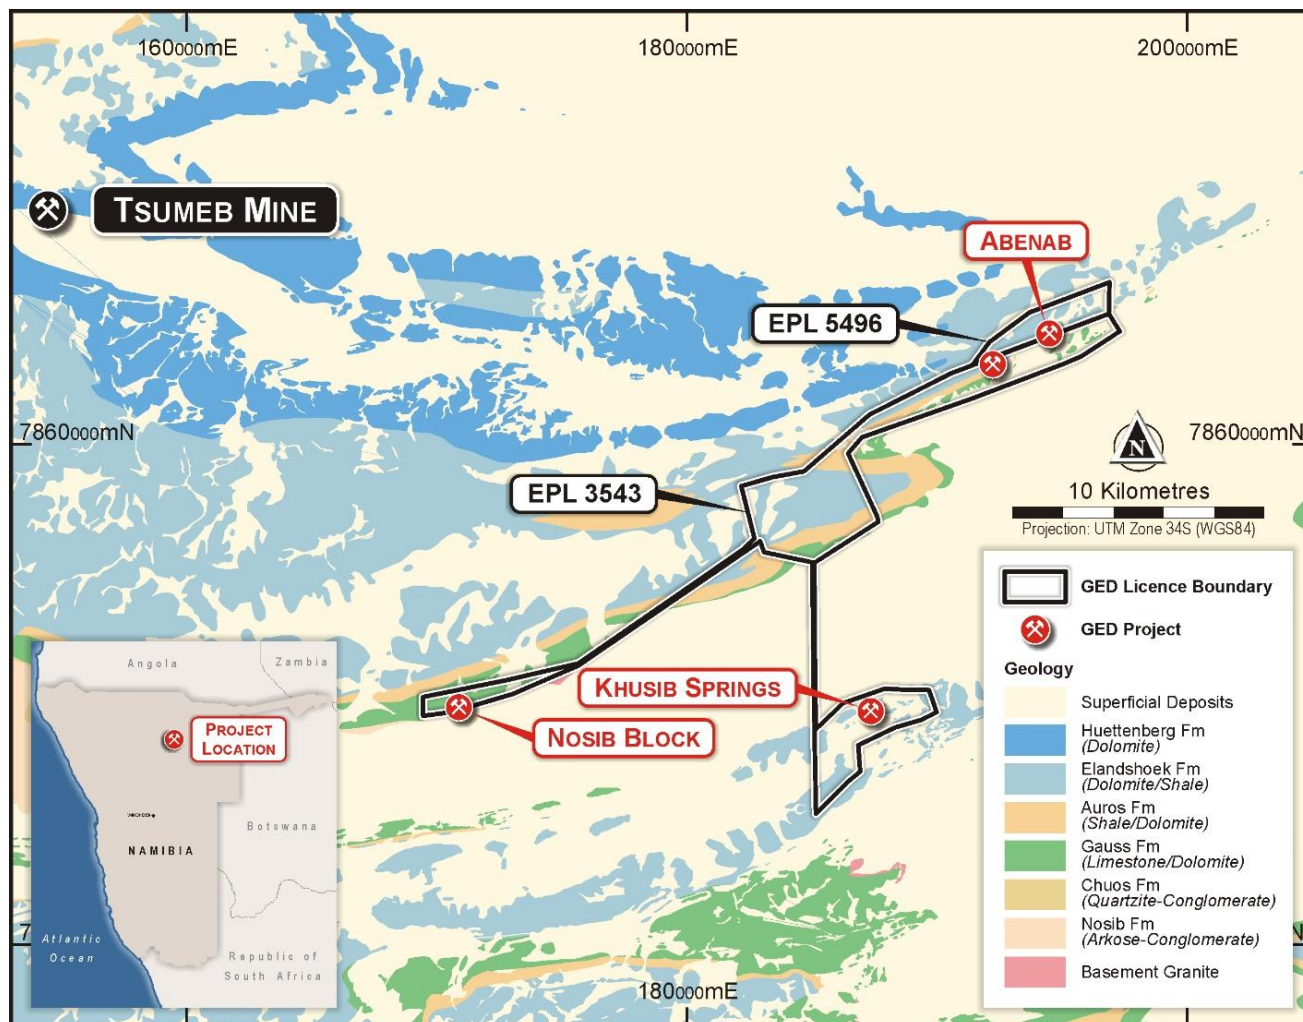 160000mE
180000mE
200000mE
TSUMEB MINE
ABENAB
EPL 5496
7860000mN
7860000mN
N
EPL 3543
10 Kilometres
Projection: UTM Zone 34S (WGS84)
GED Licence Boundary
GED Project
Geology
Superficial Deposits
Huettenberg Fm
(Dolomite)
Elandshoek Fm
(Dolomite/Shale)
Auros Fm
(Shale/Dolomite)
Gauss Fm
(Limestone/Dolomite)
Chuos Fm
(Quartzite-Conglomerate)
Nosib Fm
(Arkose-Conglomerate)
Basement Granite
KHUSIB SPRINGS
NOSIB BLOCK
Angola
Zambia
PROJECT
LOCATION
Botswana
NAMIBIA
Atlantic
Ocean
Republic of
South Africa
7
N
180000mE